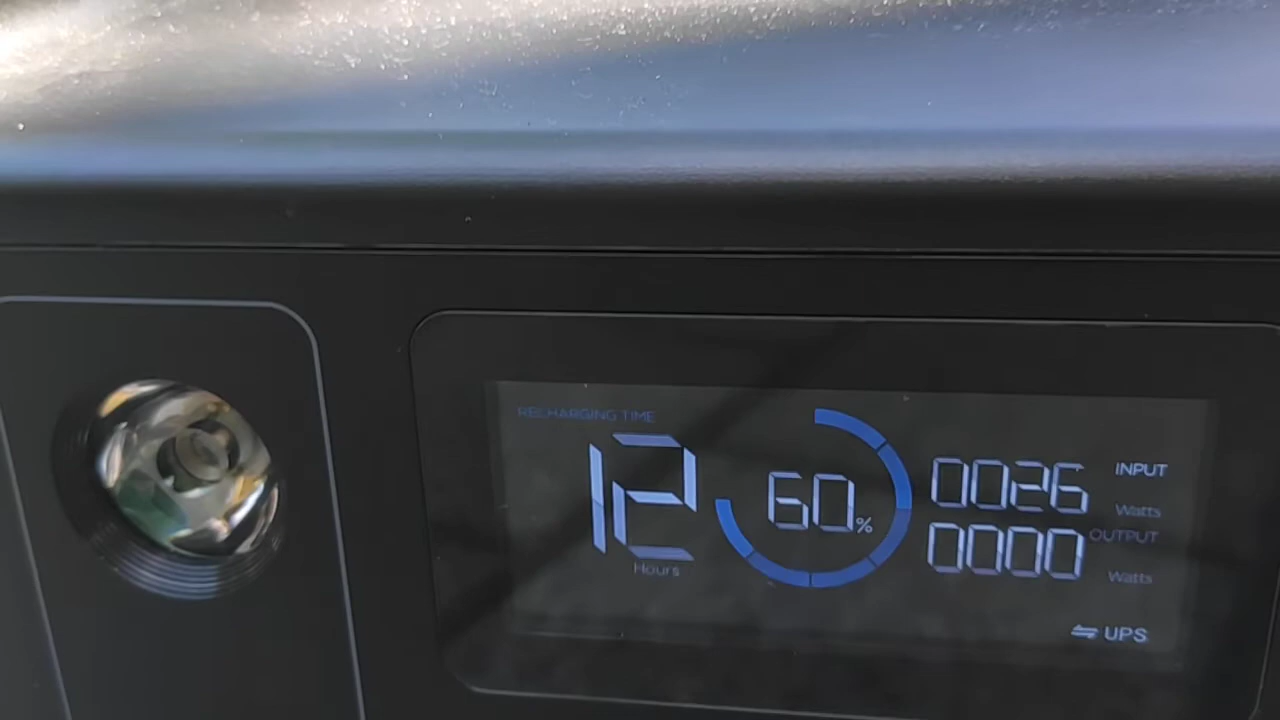 RECHARGING TIME
12
Hours
60%
0026 INPUT
Watts
0000 OUTPUT
Watts
⇋ UPS